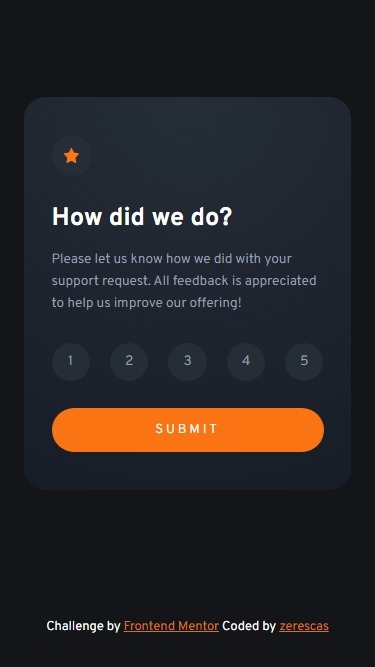 How did we do?
Please let us know how we did with your
support request. All feedback is appreciated
to help us improve our offering!
1 2 3 4 5
SUBMIT
Challenge by Frontend Mentor Coded by zerescas